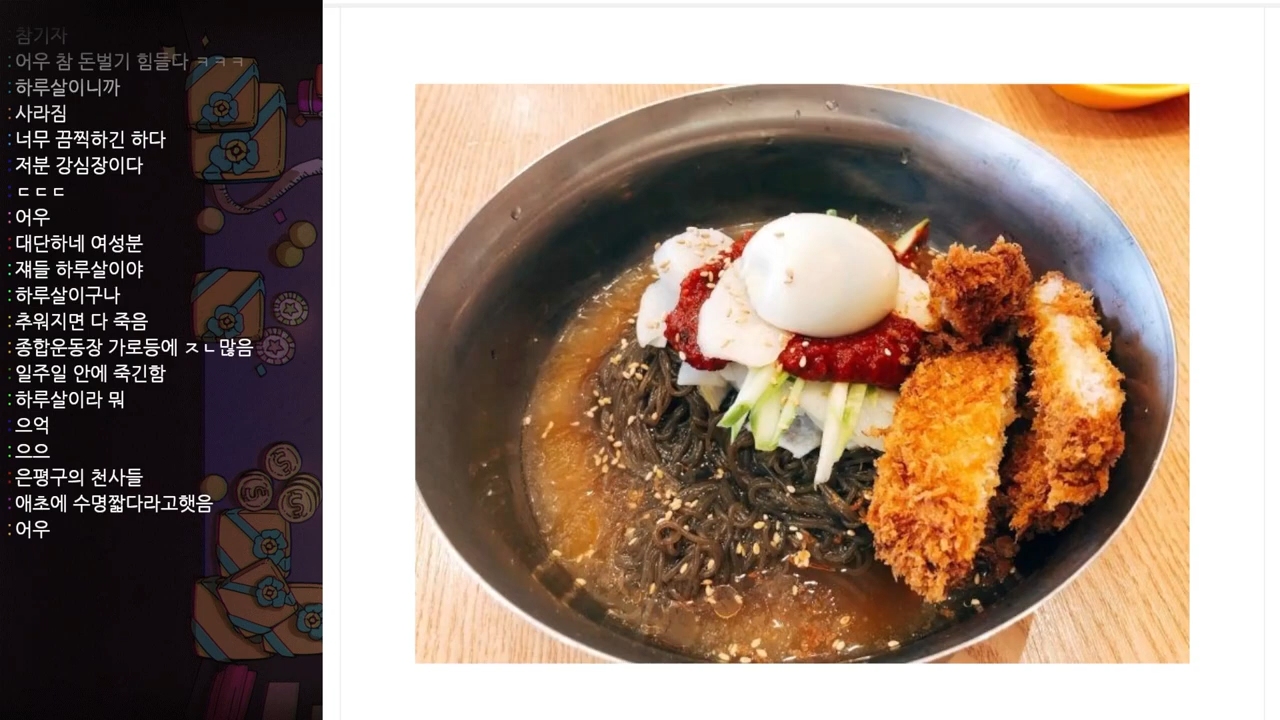 참기자
어우 참 돈벌기 힘들다 ㅋㅋㅋ
하루살이니까
사라짐
너무 끔찍하긴 하다
저분 강심장이다
ㄷㄷㄷ
어우
대단하네 여성분
쟤들 하루살이야
하루살이구나
추워지면 다 죽음
종합운동장 가로등에 ㅈㄴ많음
일주일 안에 죽긴함
하루살이라 뭐
으억
으으
은평구의 천사들
애초에 수명짧다라고햇음
어우